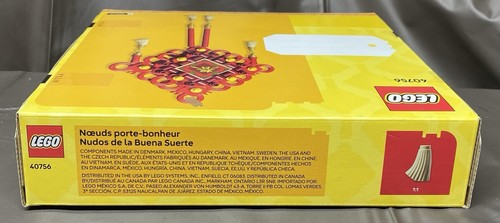 40756
LEGO
LEGO
40756
Nœuds porte-bonheur
Nudos de la Buena Suerte
COMPONENTS MADE IN DENMARK, MEXICO, HUNGARY, CHINA, VIETNAM, SWEDEN, THE USA AND
THE CZECH REPUBLIC/ÉLÉMENTS FABRIQUÉS AU DANEMARK, AU MEXIQUE, EN HONGRIE, EN CHINE,
AU VIETNAM, EN SUÈDE, AUX ÉTATS-UNIS ET EN RÉPUBLIQUE TCHÈQUE/COMPONENTES HECHOS
EN DINAMARCA, MÉXICO, HUNGRÍA, CHINA, VIETNAM, SUECIA, EE.UU. Y REPÚBLICA CHECA.
DISTRIBUTED IN THE USA BY LEGO SYSTEMS, INC., ENFIELD, CT 06083. DISTRIBUTED IN CANADA
BY/DISTRIBUÉ AU CANADA PAR LEGO CANADA INC., MARKHAM, ONTARIO L3R 5N8. IMPORTADO POR
LEGO MÉXICO S.A. DE C.V., PASEO ALEXANDER VON HUMBOLDT 43-A, TORRE II PB COL. LOMAS VERDES
3ª SECCIÓN, C.P. 53125 NAUCALPAN DE JUÁREZ, ESTADO DE MÉXICO, MÉXICO.
1:1